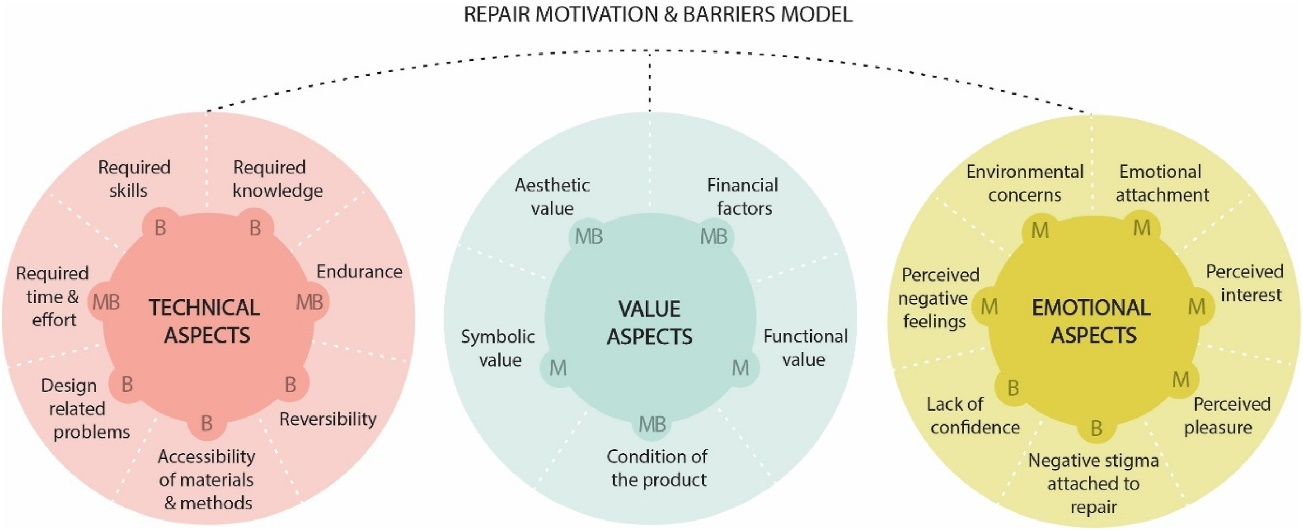 REPAIR MOTIVATION & BARRIERS MODEL
Required
skills
Required
knowledge
B
B
Required
time &
effort
MB
Endurance
MB
TECHNICAL
ASPECTS
Design
related
problems
B
B
Reversibility
B
Accessibility
of materials
& methods
Aesthetic
value
Financial
factors
MB
MB
VALUE
ASPECTS
Symbolic
value
M
Functional
value
M
MB
Condition of
the product
Environmental
concerns
Emotional
attachment
M
M
Perceived
negative
feelings
M
Perceived
interest
M
EMOTIONAL
ASPECTS
Lack of
confidence
B
M
Perceived
pleasure
B
Negative stigma
attached to
repair